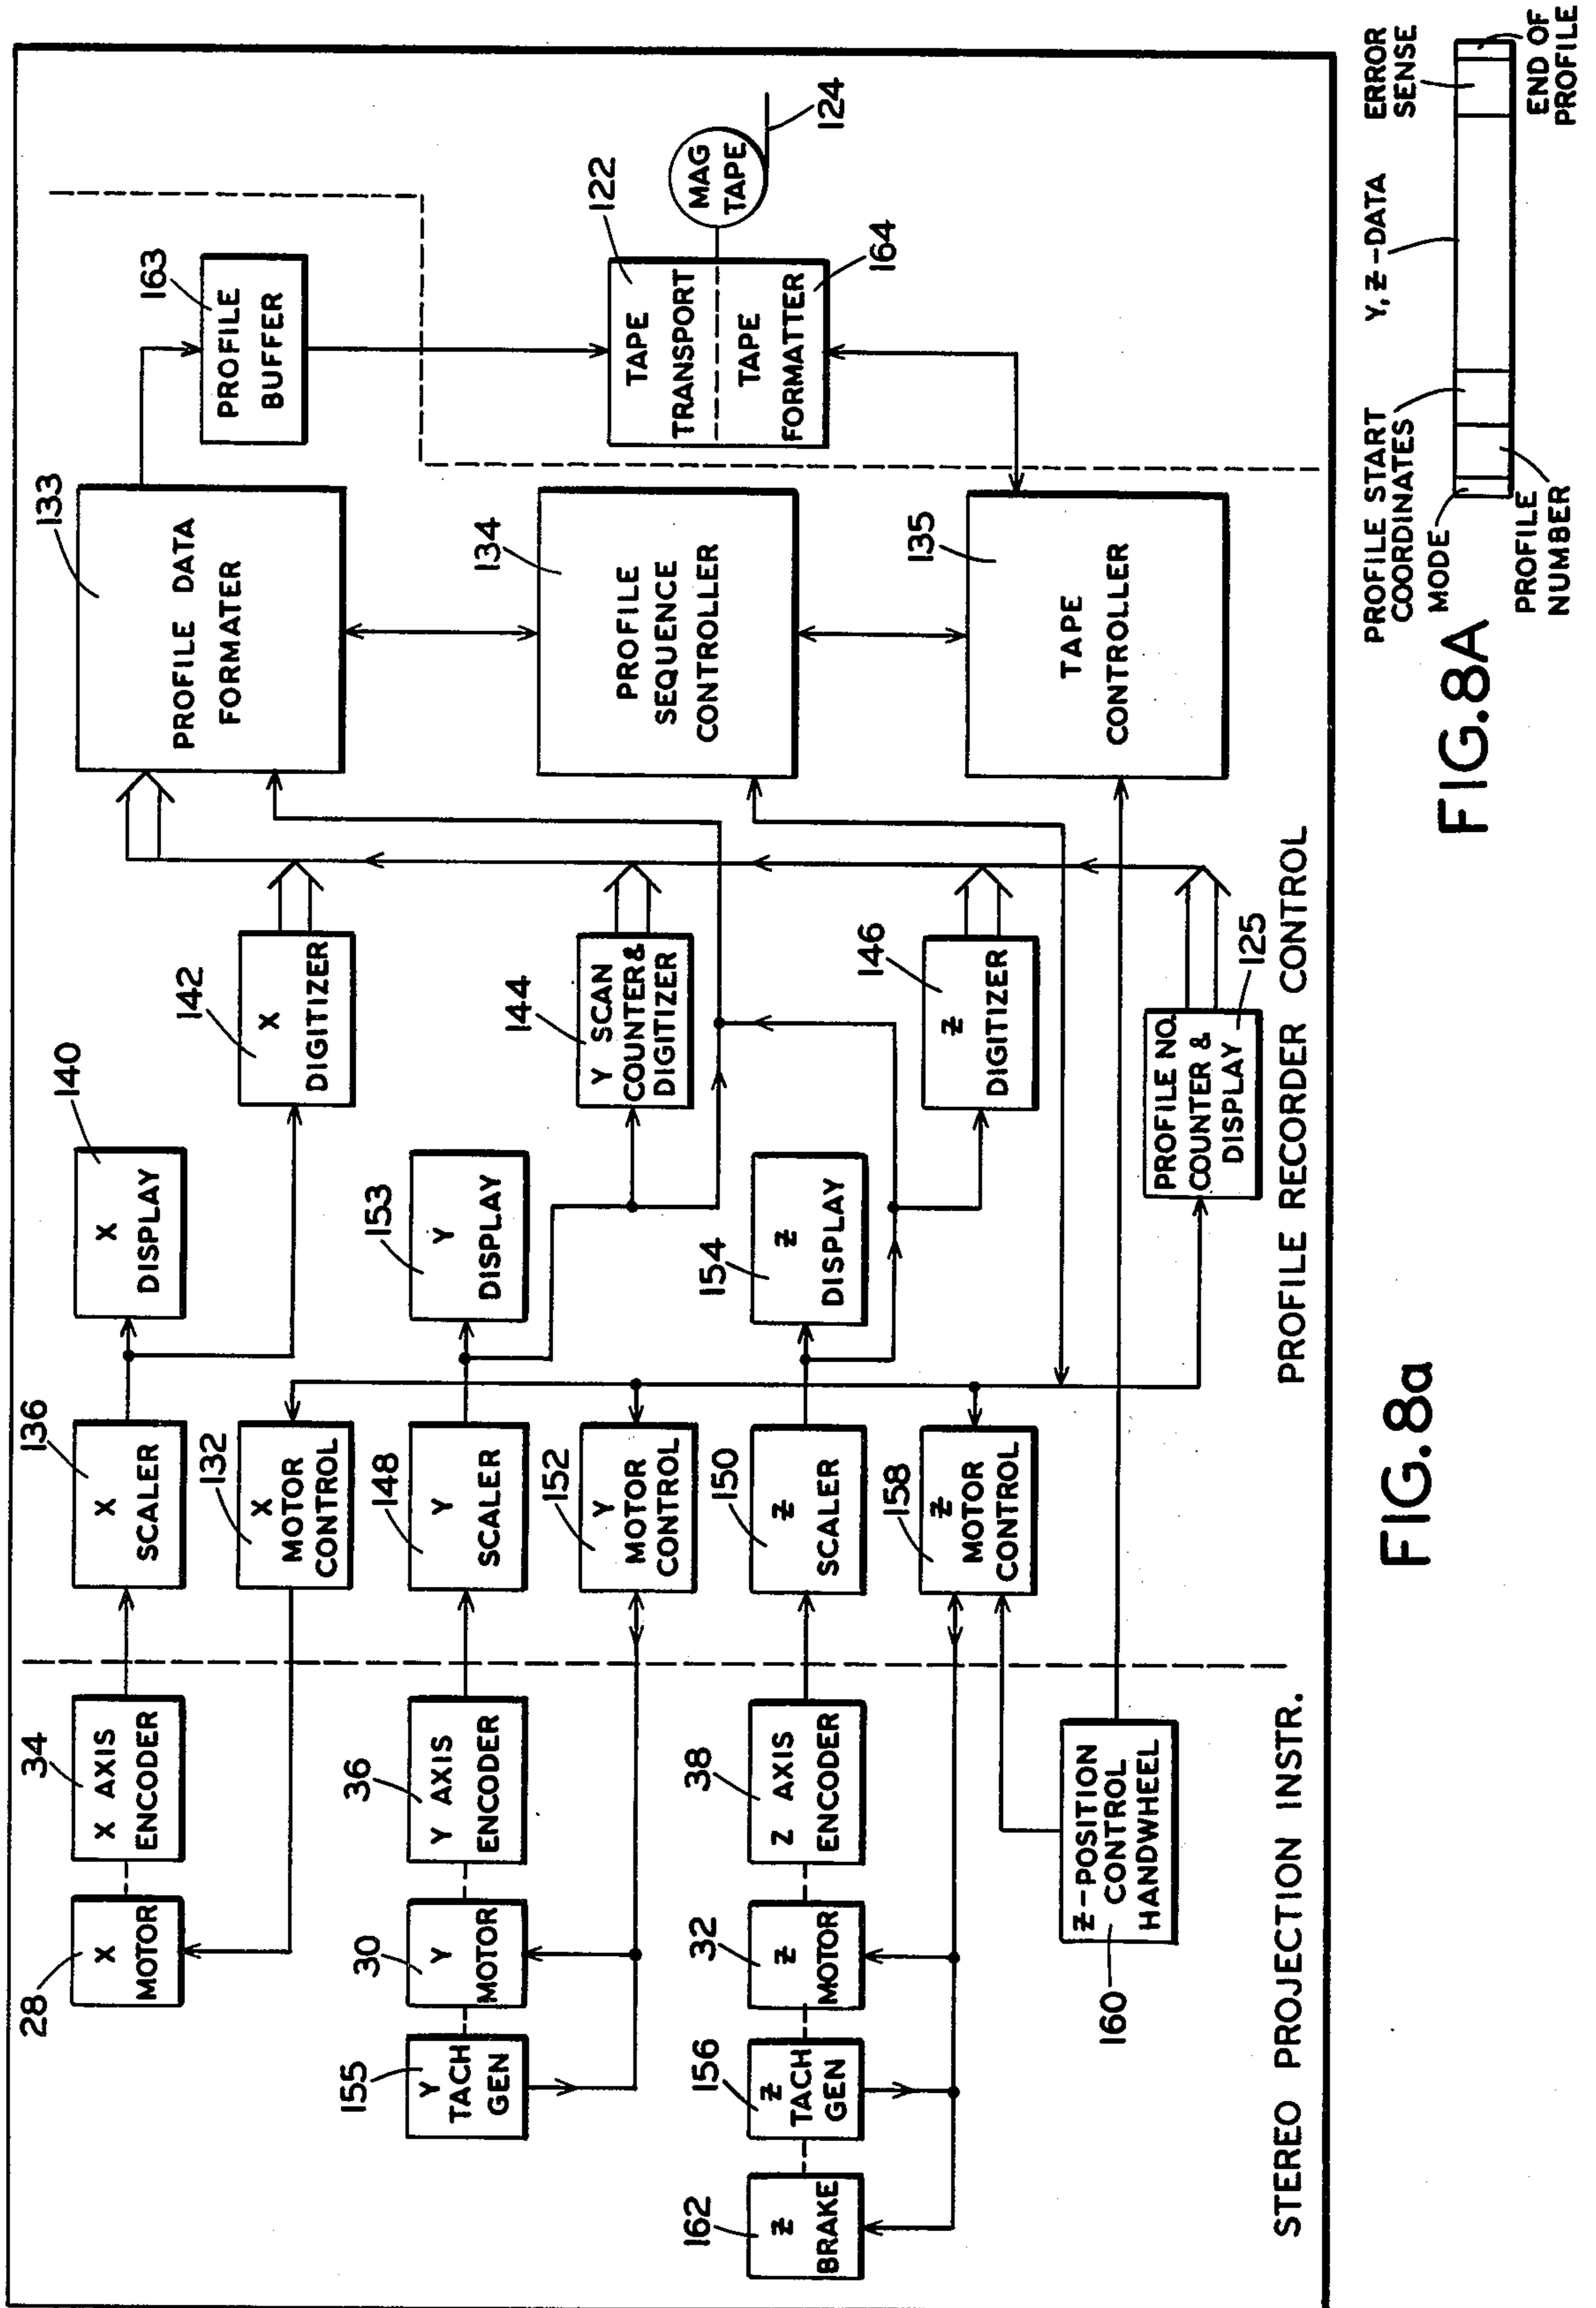 28
X
MOTOR
34
X AXIS
ENCODER
136
X
SCALER
140
X
DISPLAY
132
X
MOTOR
CONTROL
142
X
DIGITIZER
133
PROFILE DATA
FORMATER
163
PROFILE
BUFFER
155
Y
TACH
GEN
30
Y
MOTOR
36
Y AXIS
ENCODER
148
Y
SCALER
153
Y
DISPLAY
152
Y
MOTOR
CONTROL
144
Y SCAN
COUNTER &
DIGITIZER
134
PROFILE
SEQUENCE
CONTROLLER
122
TAPE
TRANSPORT
TAPE
FORMATTER
164
MAG
TAPE
124
162
Ƶ
BRAKE
156
Ƶ
TACH
GEN
32
Ƶ
MOTOR
38
Z AXIS
ENCODER
150
Ƶ
SCALER
154
Ƶ
DISPLAY
158
Ƶ
MOTOR
CONTROL
146
Ƶ
DIGITIZER
135
TAPE
CONTROLLER
160
Ƶ-POSITION
CONTROL
HANDWHEEL
PROFILE NO.
COUNTER &
DISPLAY
125
STEREO PROJECTION INSTR.
PROFILE RECORDER CONTROL
FIG.8a
PROFILE START
COORDINATES
Y, Ƶ-DATA
ERROR
SENSE
MODE
PROFILE
NUMBER
END OF
PROFILE
FIG.8A